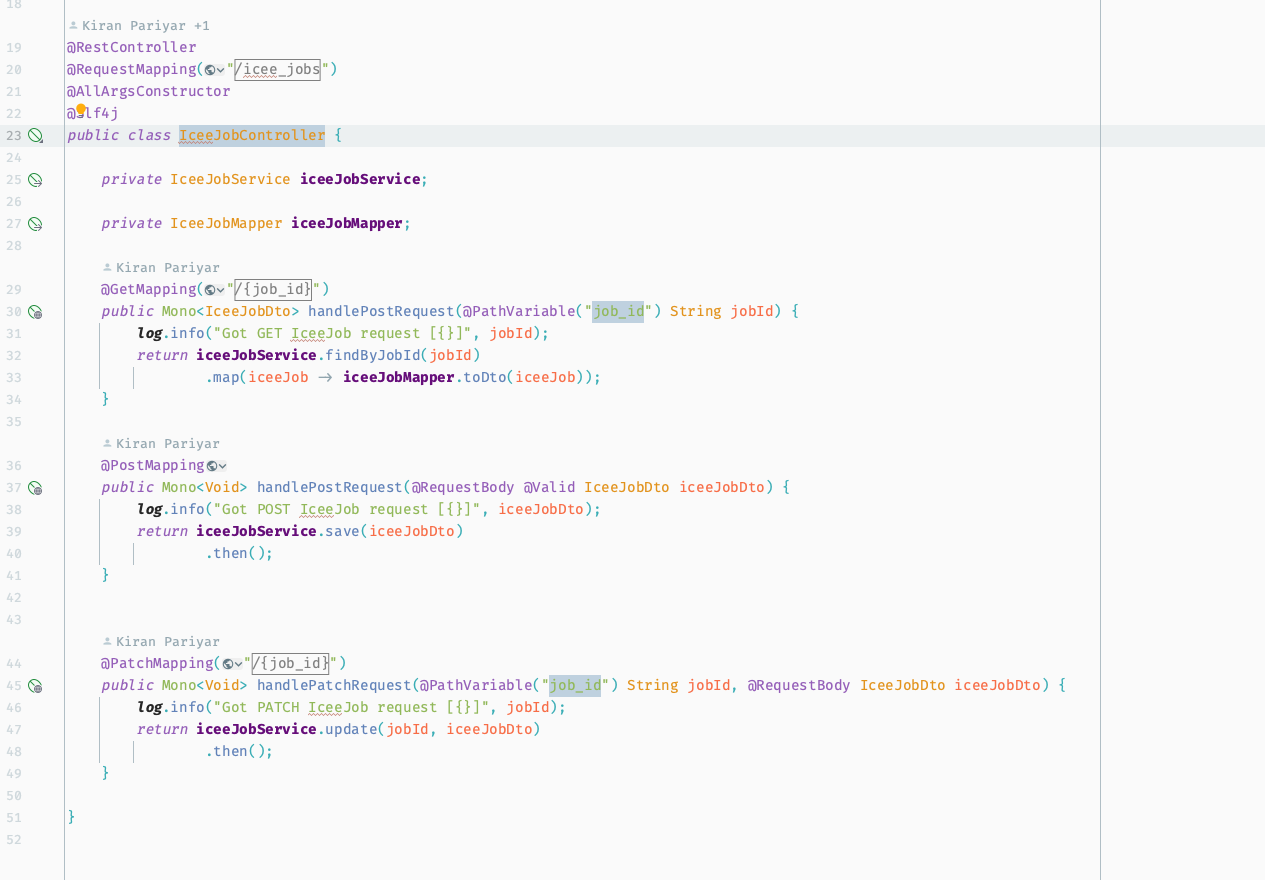 18
Kiran Pariyar +1
19 @RestController
20 @RequestMapping("/icee_jobs")
21 @AllArgsConstructor
22 @Slf4j
23 public class IceeJobController {
24
25 private IceeJobService iceeJobService;
26
27 private IceeJobMapper iceeJobMapper;
28
Kiran Pariyar
29 @GetMapping("/{job_id}")
30 public Mono<IceeJobDto> handlePostRequest(@PathVariable("job_id") String jobId) {
31 log.info("Got GET IceeJob request [{}]", jobId);
32 return iceeJobService.findByJobId(jobId)
33 .map(iceeJob → iceeJobMapper.toDto(iceeJob));
34 }
35
Kiran Pariyar
36 @PostMapping
37 public Mono<Void> handlePostRequest(@RequestBody @Valid IceeJobDto iceeJobDto) {
38 log.info("Got POST IceeJob request [{}]", iceeJobDto);
39 return iceeJobService.save(iceeJobDto)
40 .then();
41 }
42
43
Kiran Pariyar
44 @PatchMapping("/{job_id}")
45 public Mono<Void> handlePatchRequest(@PathVariable("job_id") String jobId, @RequestBody IceeJobDto iceeJobDto) {
46 log.info("Got PATCH IceeJob request [{}]", jobId);
47 return iceeJobService.update(jobId, iceeJobDto)
48 .then();
49 }
50
51 }
52